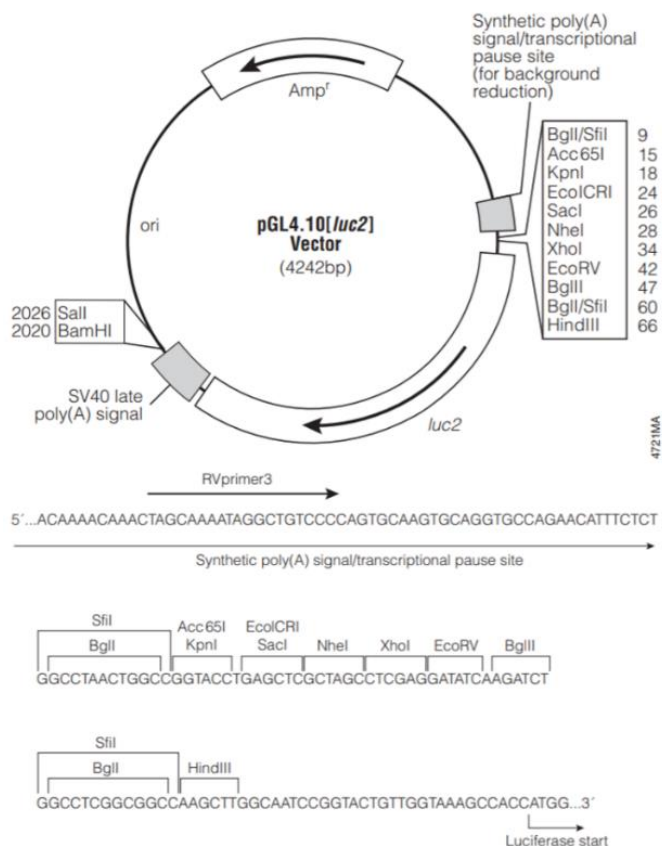 Synthetic poly(A)
signal/transcriptional
pause site
(for background
reduction)
Ampʳ
BglI/SfiI 9
Acc65I 15
KpnI 18
EcoICRI 24
SacI 26
NheI 28
XhoI 34
EcoRV 42
BglII 47
BglI/SfiI 60
HindIII 66
ori
pGL4.10[luc2]
Vector
(4242bp)
2026 SalI
2020 BamHI
SV40 late
poly(A) signal
luc2
4721MA
RVprimer3
5´...ACAAAACAAACTAGCAAAATAGGCTGTCCCCAGTGCAAGTGCAGGTGCCAGAACATTTCTCT
Synthetic poly(A) signal/transcriptional pause site
SfiI
Acc65I EcoICRI
BglI KpnI SacI NheI XhoI EcoRV BglII
GGCCTAACTGGCCGGTACCTGAGCTCGCTAGCCTCGAGGATATCAAGATCT
SfiI
BglI HindIII
GGCCTCGGCGGCCAAGCTTGGCAATCCGGTACTGTTGGTAAAGCCACCATGG...3´
Luciferase start